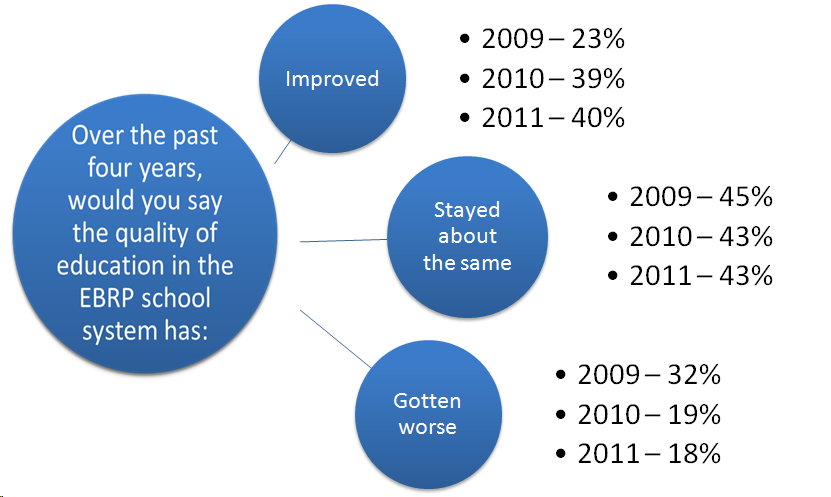 Over the past
four years,
would you say
the quality of
education in the
EBRP school
system has:
Improved
• 2009 – 23%
• 2010 – 39%
• 2011 – 40%
Stayed
about
the same
• 2009 – 45%
• 2010 – 43%
• 2011 – 43%
Gotten
worse
• 2009 – 32%
• 2010 – 19%
• 2011 – 18%